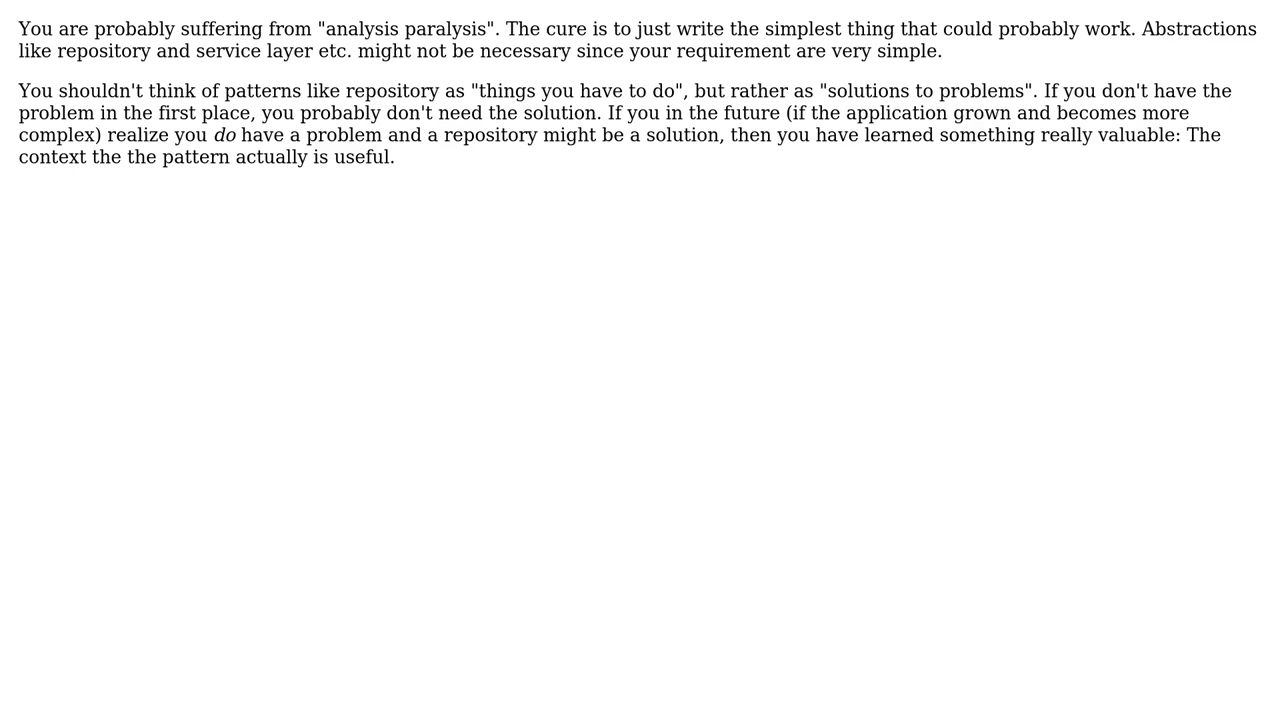 You are probably suffering from "analysis paralysis". The cure is to just write the simplest thing that could probably work. Abstractions
like repository and service layer etc. might not be necessary since your requirement are very simple.
You shouldn't think of patterns like repository as "things you have to do", but rather as "solutions to problems". If you don't have the
problem in the first place, you probably don't need the solution. If you in the future (if the application grown and becomes more
complex) realize you do have a problem and a repository might be a solution, then you have learned something really valuable: The
context the the pattern actually is useful.